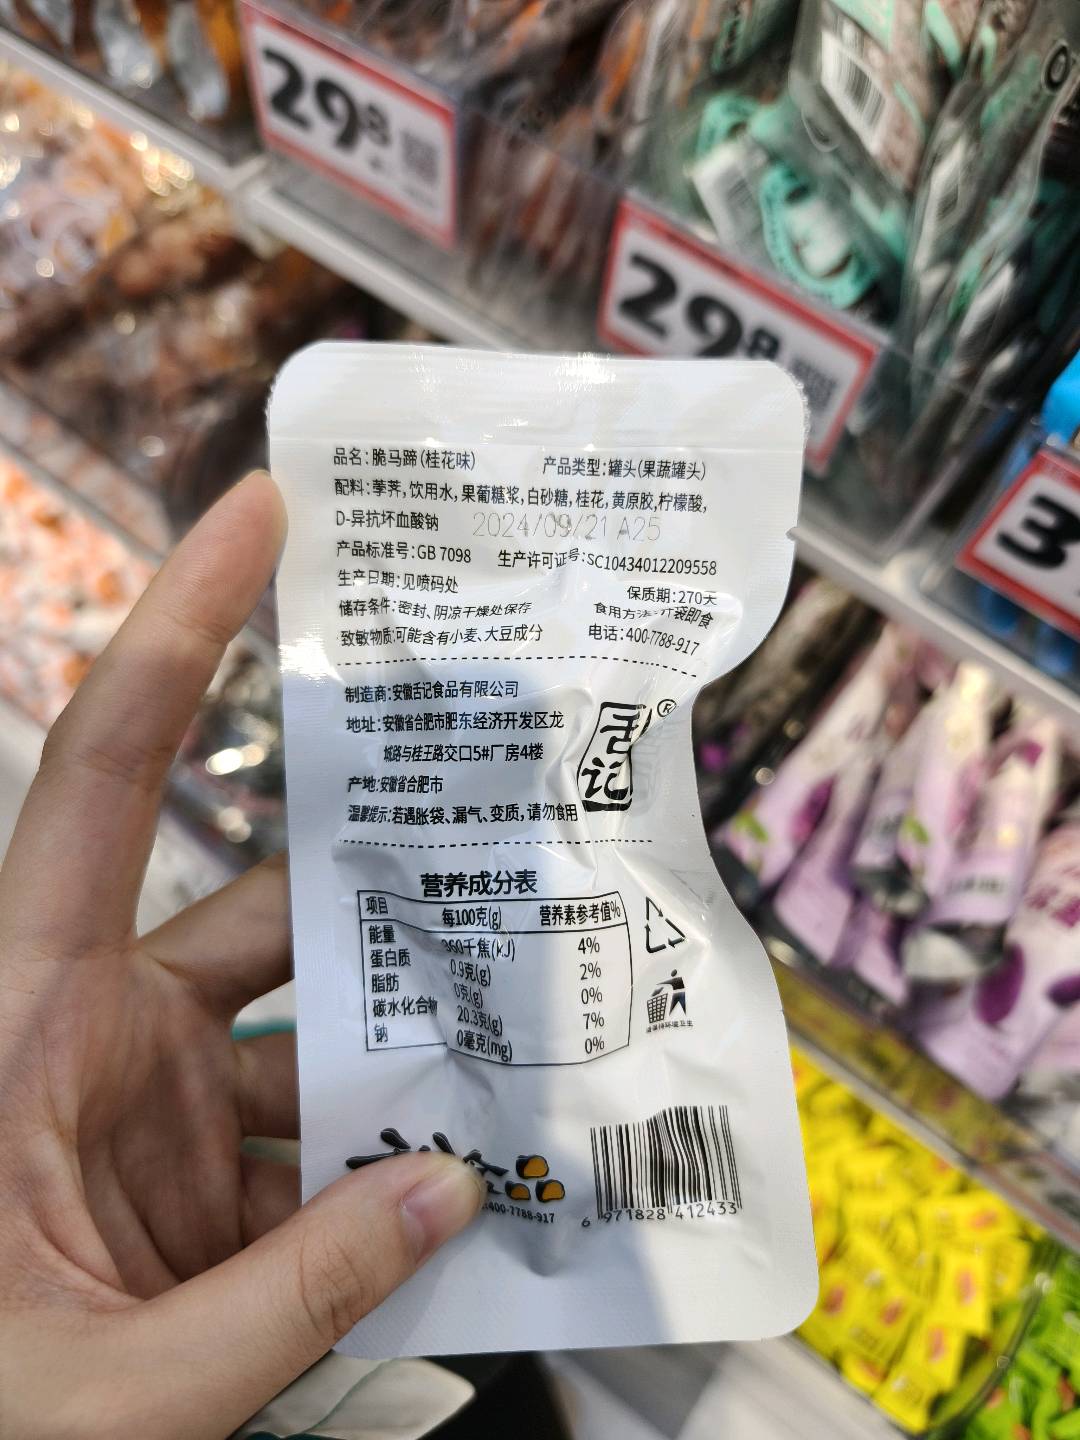 29.8
29.8
3
品名:脆马蹄(桂花味) 产品类型:罐头(果蔬罐头)
配料:荸荠,饮用水,果葡糖浆,白砂糖,桂花,黄原胶,柠檬酸,
D-异抗坏血酸钠 2024/09/21 A25
产品标准号:GB 7098 生产许可证号:SC10434012209558
生产日期:见喷码处 保质期:270天
储存条件:密封、阴凉干燥处保存 食用方法:开袋即食
致敏物质:可能含有小麦、大豆成分 电话:400-7788-917
制造商:安徽舌记食品有限公司
地址:安徽省合肥市肥东经济开发区龙
城路与桂王路交口5#厂房4楼
产地:安徽省合肥市
温馨提示:若遇胀袋、漏气、变质,请勿食用
舌记®
营养成分表
项目 每100克(g) 营养素参考值%
能量 360千焦(kJ) 4%
蛋白质 0.9克(g) 2%
脂肪 0克(g) 0%
碳水化合物 20.3克(g) 7%
钠 0毫克(mg) 0%
请保持环境卫生
:400-7788-917
6 971828 412433